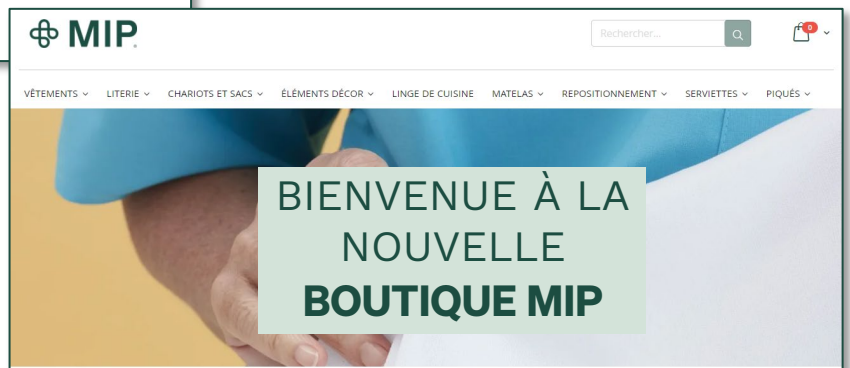 MIP
Rechercher...
0
VÊTEMENTS LITERIE CHARIOTS ET SACS ÉLÉMENTS DÉCOR LINGE DE CUISINE MATELAS REPOSITIONNEMENT SERVIETTES PIQUÉS
BIENVENUE À LA
NOUVELLE
BOUTIQUE MIP